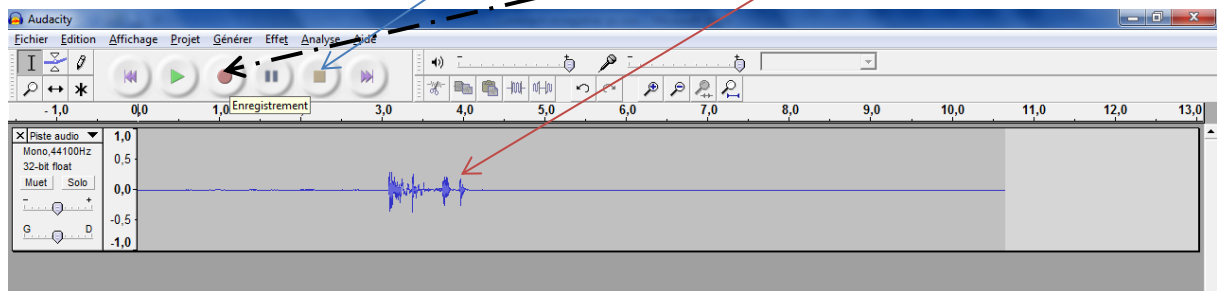 Audacity
Fichier Edition Affichage Projet Générer Effet Analyse Aide
Enregistrement
- 1,0 0,0 1,0 3,0 4,0 5,0 6,0 7,0 8,0 9,0 10,0 11,0 12,0 13,0
X Piste audio 1,0
Mono,44100Hz
32-bit float 0,5
Muet Solo
- + 0,0
-0,5
G D
-1,0